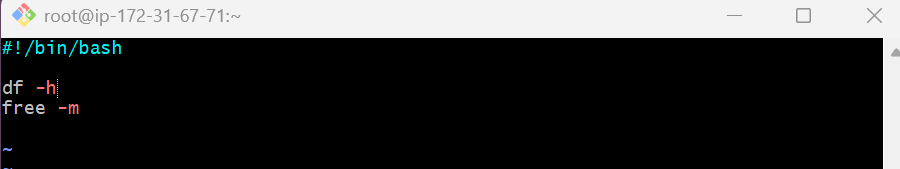 root@ip-172-31-67-71:~
#!/bin/bash
df -h
free -m
~
~